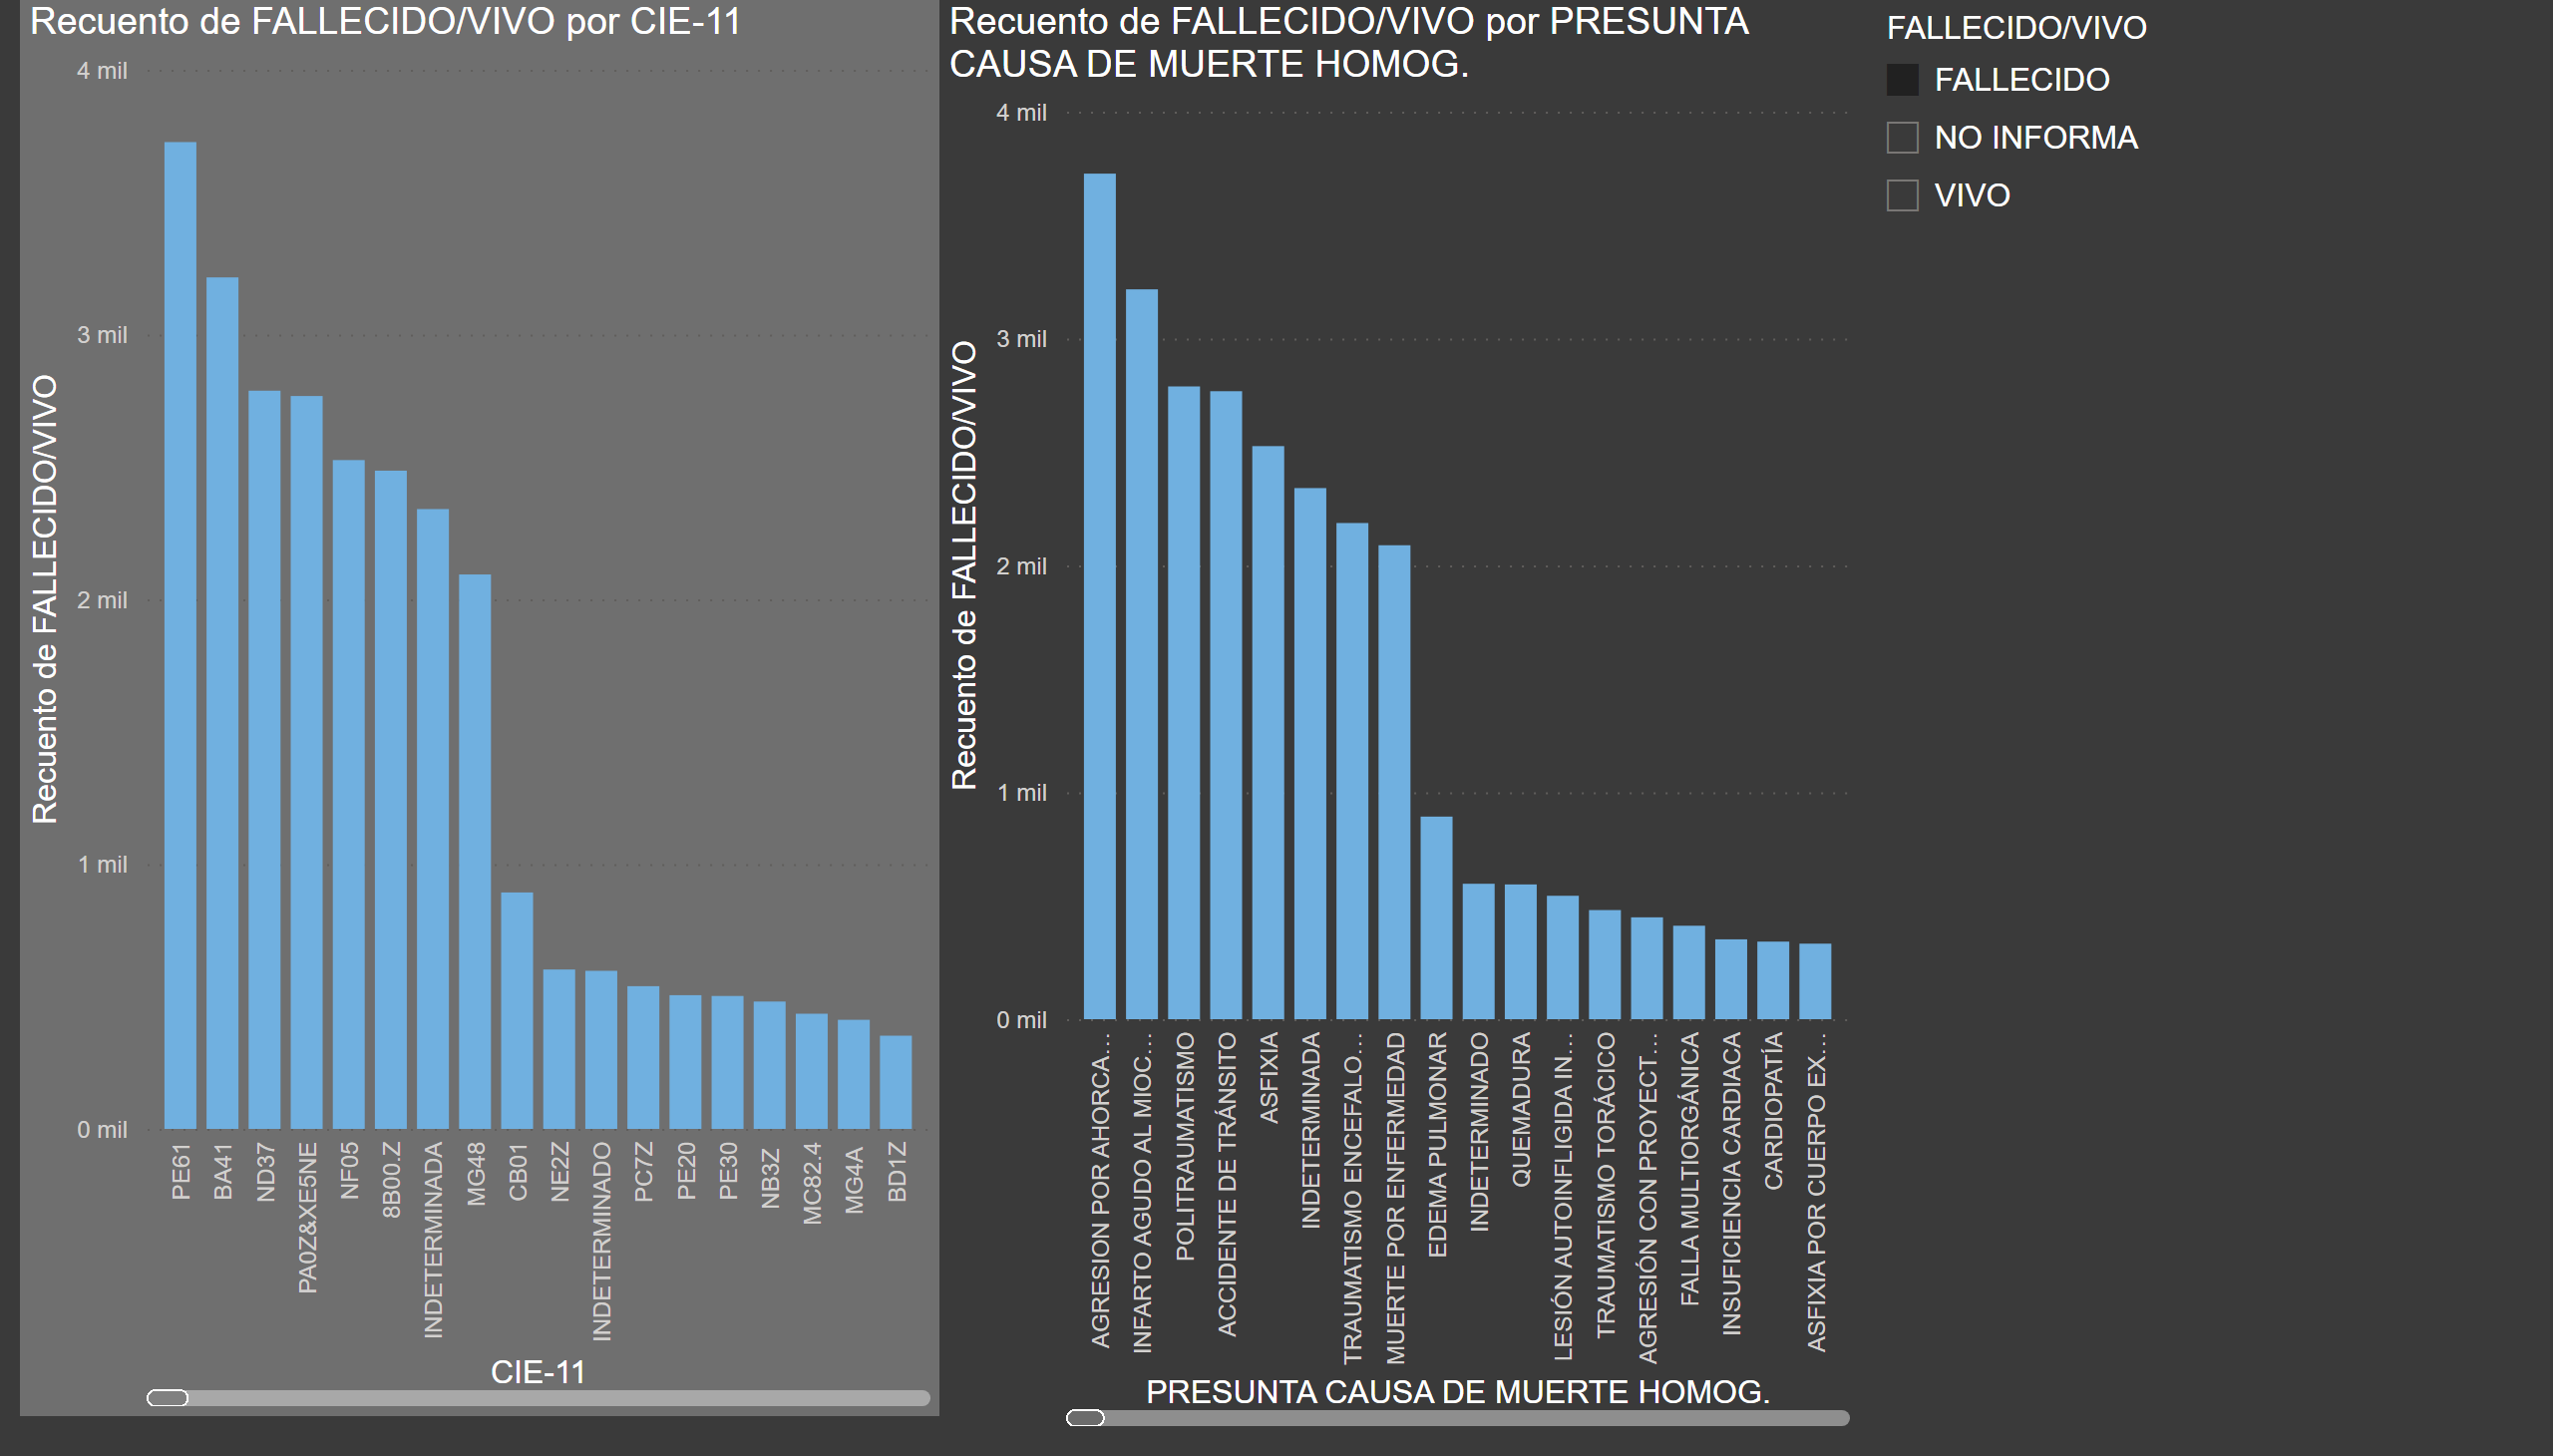 Recuento de FALLECIDO/VIVO por CIE-11
4 mil
3 mil
2 mil
1 mil
0 mil
Recuento de FALLECIDO/VIVO
PE61
BA41
ND37
PA0Z&XE5NE
NF05
8B00.Z
INDETERMINADA
MG48
CB01
NE2Z
INDETERMINADO
PC7Z
PE20
PE30
NB3Z
MC82.4
MG4A
BD1Z
CIE-11
Recuento de FALLECIDO/VIVO por PRESUNTA
CAUSA DE MUERTE HOMOG.
4 mil
3 mil
2 mil
1 mil
0 mil
Recuento de FALLECIDO/VIVO
AGRESION POR AHORCA...
INFARTO AGUDO AL MIOC...
POLITRAUMATISMO
ACCIDENTE DE TRÁNSITO
ASFIXIA
INDETERMINADA
TRAUMATISMO ENCEFALO...
MUERTE POR ENFERMEDAD
EDEMA PULMONAR
INDETERMINADO
QUEMADURA
LESIÓN AUTOINFLIGIDA IN...
TRAUMATISMO TORÁCICO
AGRESIÓN CON PROYECT...
FALLA MULTIORGÁNICA
INSUFICIENCIA CARDIACA
CARDIOPATÍA
ASFIXIA POR CUERPO EX...
PRESUNTA CAUSA DE MUERTE HOMOG.
FALLECIDO/VIVO
FALLECIDO
NO INFORMA
VIVO